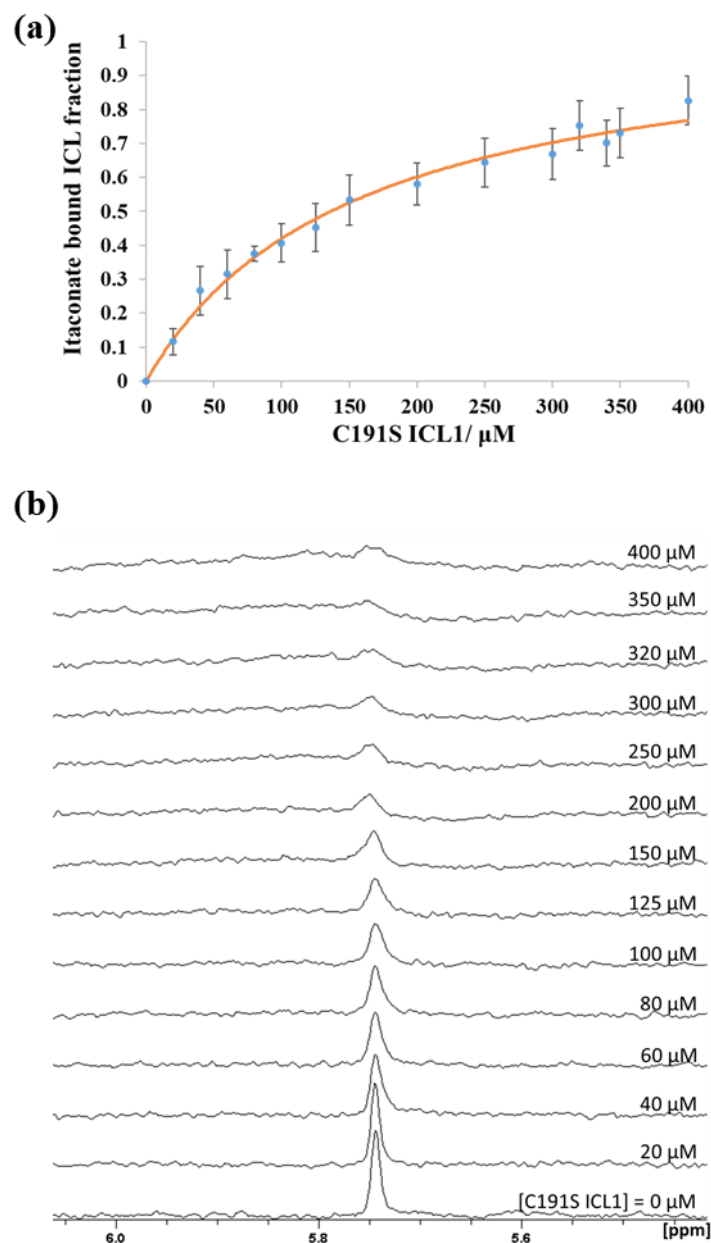 (a)
1
0.9
0.8
0.7
0.6
0.5
0.4
0.3
0.2
0.1
0
Itaconate bound ICL fraction
0 50 100 150 200 250 300 350 400
C191S ICL1/ μM
(b)
400 μM
350 μM
320 μM
300 μM
250 μM
200 μM
150 μM
125 μM
100 μM
80 μM
60 μM
40 μM
20 μM
[C191S ICL1] = 0 μM
6.0 5.8 5.6 [ppm]